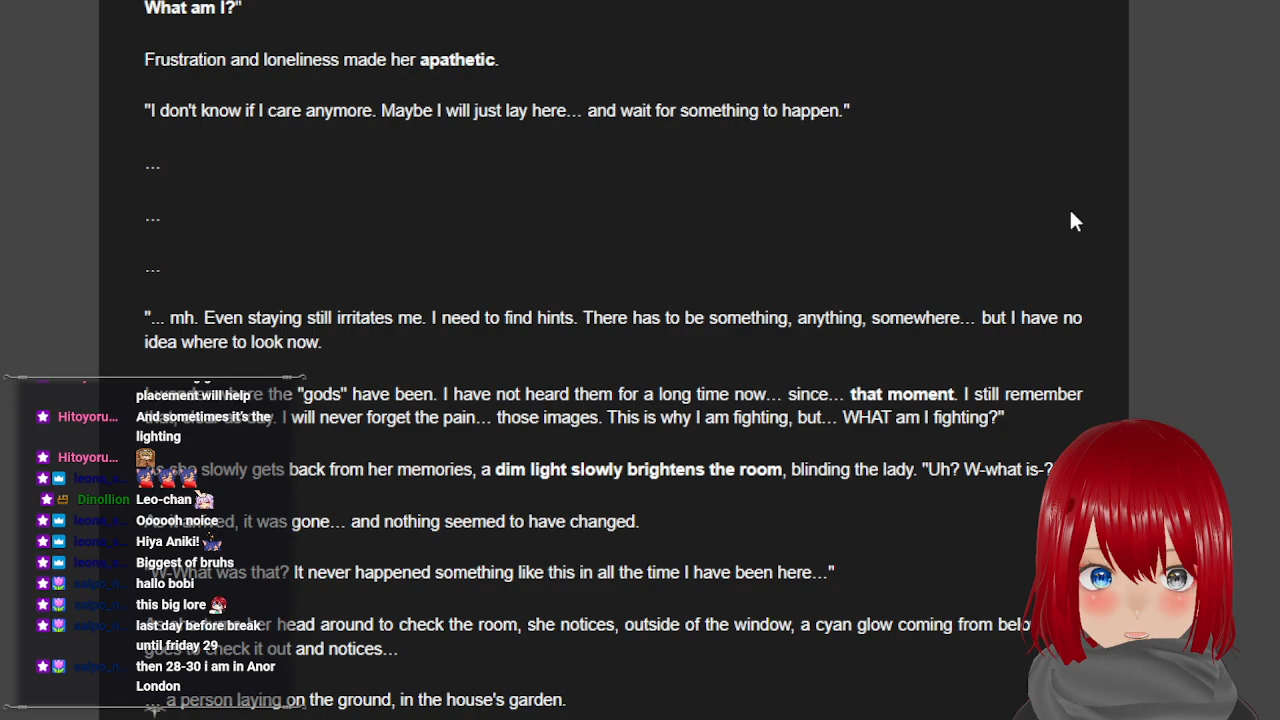 What am I?"
Frustration and loneliness made her apathetic.
"I don't know if I care anymore. Maybe I will just lay here... and wait for something to happen."
...
...
...
"... mh. Even staying still irritates me. I need to find hints. There has to be something, anything, somewhere... but I have no
idea where to look now.
the "gods" have been. I have not heard them for a long time now... since... that moment. I still remember
I will never forget the pain... those images. This is why I am fighting, but... WHAT am I fighting?"
slowly gets back from her memories, a dim light slowly brightens the room, blinding the lady. "Uh? W-what is-?
it was gone... and nothing seemed to have changed.
"W-What was that? It never happened something like this in all the time I have been here..."
her head around to check the room, she notices, outside of the window, a cyan glow coming from
goes to check it out and notices...
... a person laying on the ground, in the house's garden.
placement will help
Hitoyoru... And sometimes it's the
lighting
Hitoyoru...
Dinollion Leo-chan
Oooooh noice
Hiya Aniki!
Biggest of bruhs
hallo bobi
this big lore
last day before break
until friday 29
then 28-30 i am in Anor
London